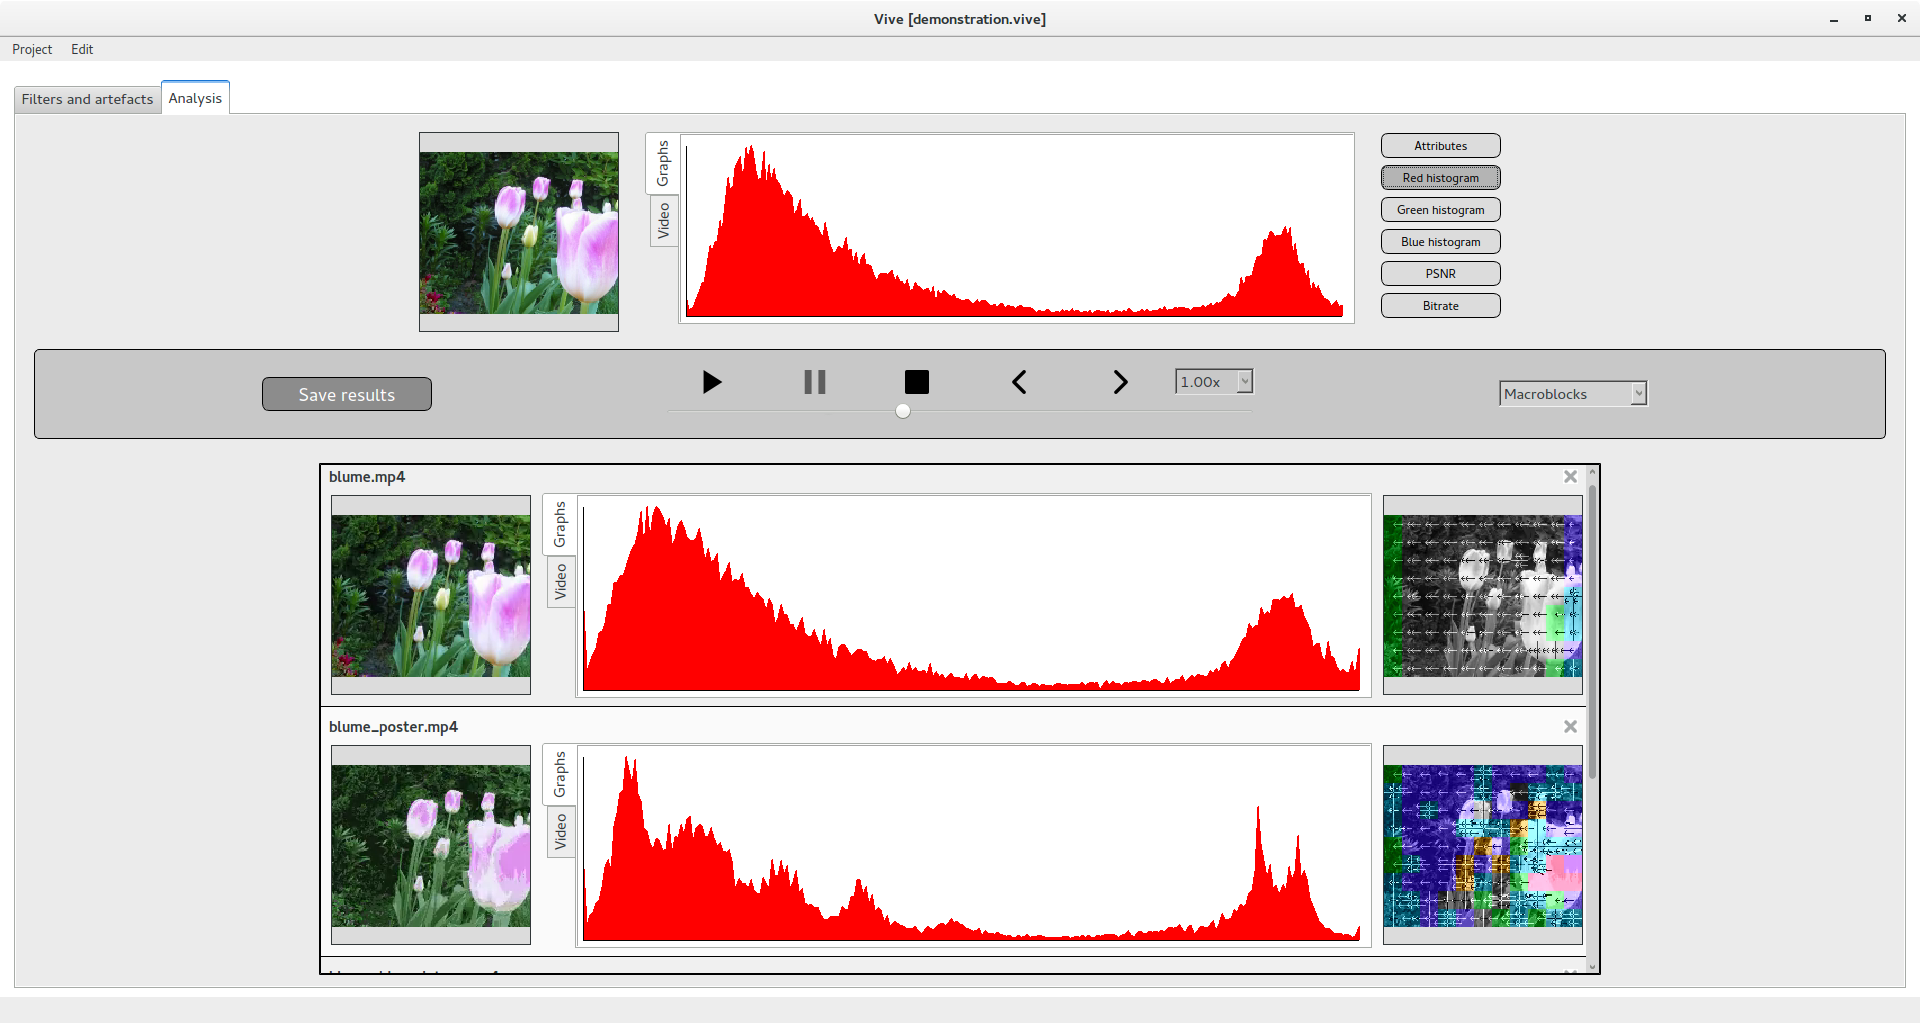 Vive [demonstration.vive]
Project Edit
Filters and artefacts Analysis
Graphs
Video
Attributes
Red histogram
Green histogram
Blue histogram
PSNR
Bitrate
Save results
1.00x
Macroblocks
blume.mp4
Graphs
Video
blume_poster.mp4
Graphs
Video